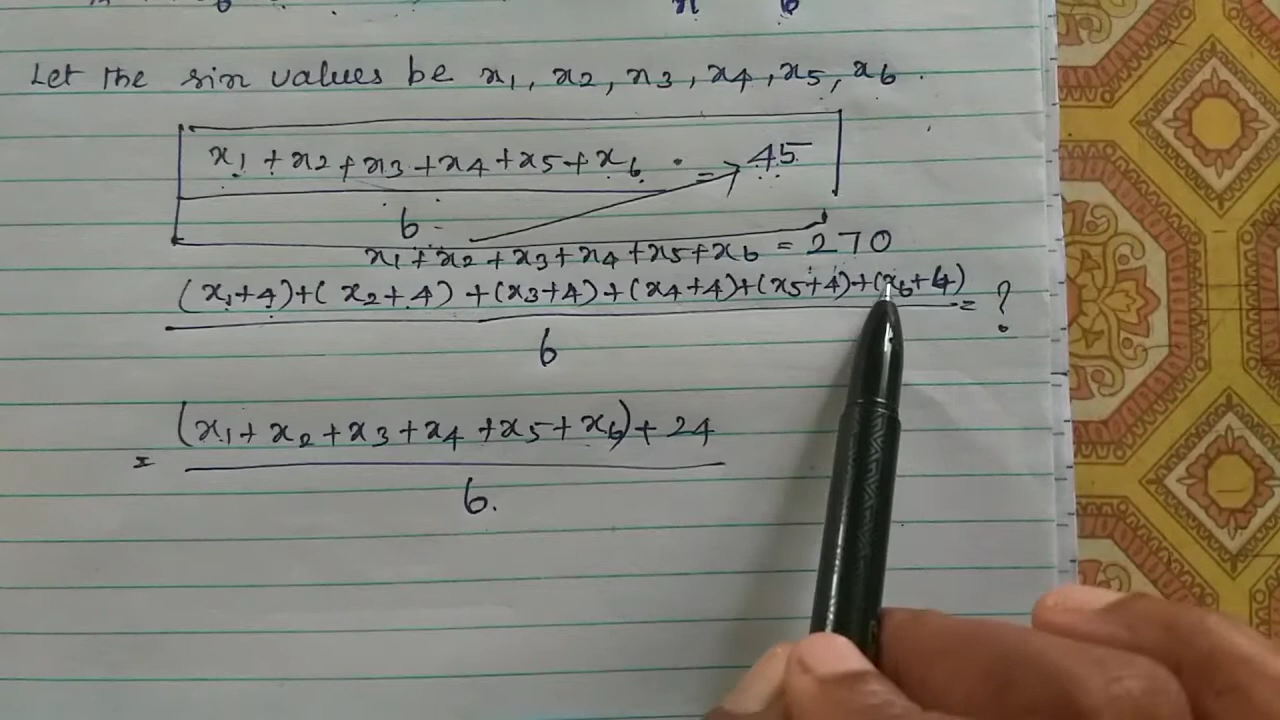 Let the six values be x1, x2, x3, x4, x5, x6.
x1 + x2 + x3 + x4 + x5 + x6 = 45
6
x1 + x2 + x3 + x4 + x5 + x6 = 270
(x1+4)+(x2+4)+(x3+4)+(x4+4)+(x5+4)+(x6+4) = ?
6
= (x1+x2+x3+x4+x5+x6)+24
6.